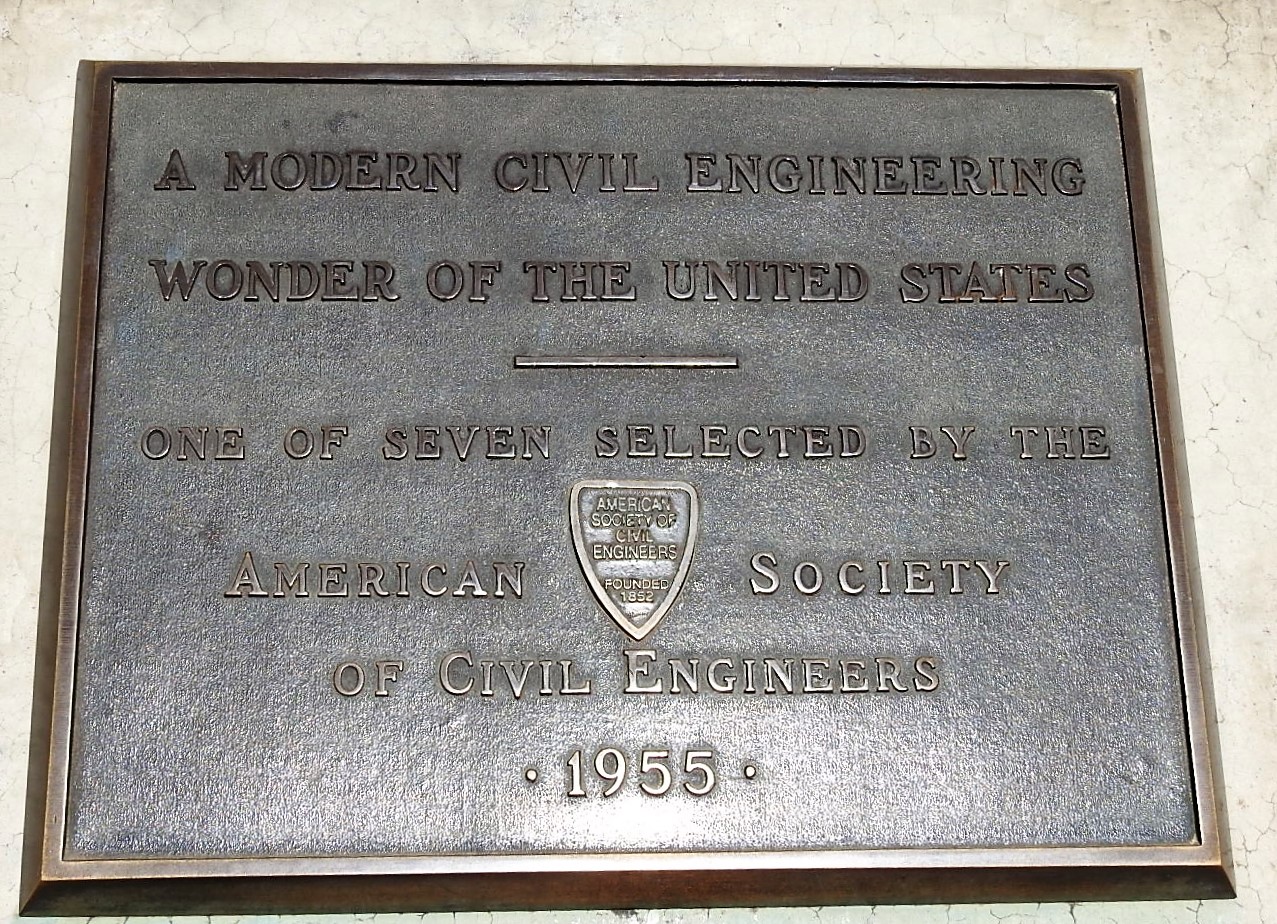 A MODERN CIVIL ENGINEERING
WONDER OF THE UNITED STATES
ONE OF SEVEN SELECTED BY THE
AMERICAN
SOCIETY OF
CIVIL
ENGINEERS
FOUNDED
1852
AMERICAN SOCIETY
OF CIVIL ENGINEERS
· 1955 ·